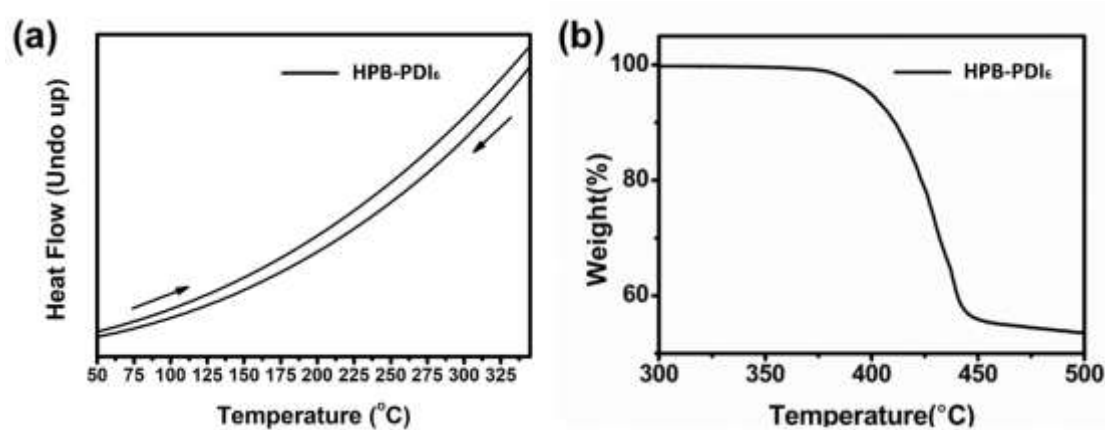 (a)
HPB-PDI₆
Heat Flow (Undo up)
50 75 100 125 150 175 200 225 250 275 300 325
Temperature (°C)
(b)
HPB-PDI₆
Weight(%)
100
80
60
300 350 400 450 500
Temperature(°C)